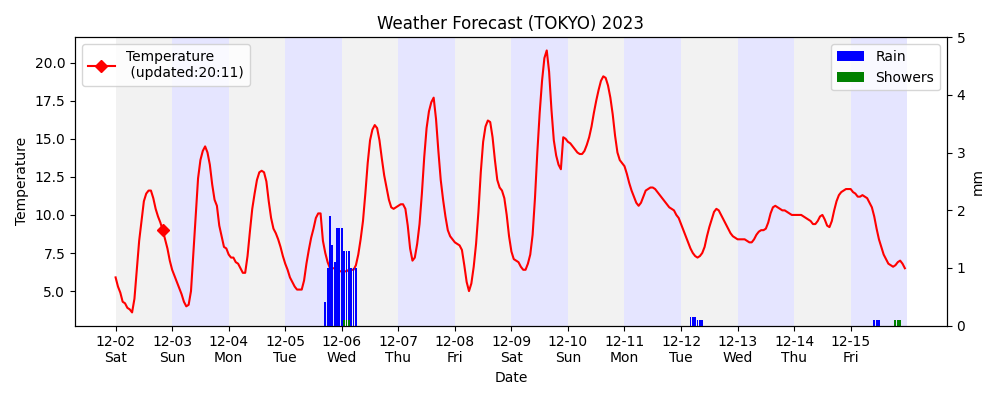 Weather Forecast (TOKYO) 2023
Temperature
(updated:20:11)
Rain
Showers
Temperature
20.0
17.5
15.0
12.5
10.0
7.5
5.0
5
4
3
2
1
0
mm
12-02 12-03 12-04 12-05 12-06 12-07 12-08 12-09 12-10 12-11 12-12 12-13 12-14 12-15
Sat Sun Mon Tue Wed Thu Fri Sat Sun Mon Tue Wed Thu Fri
Date